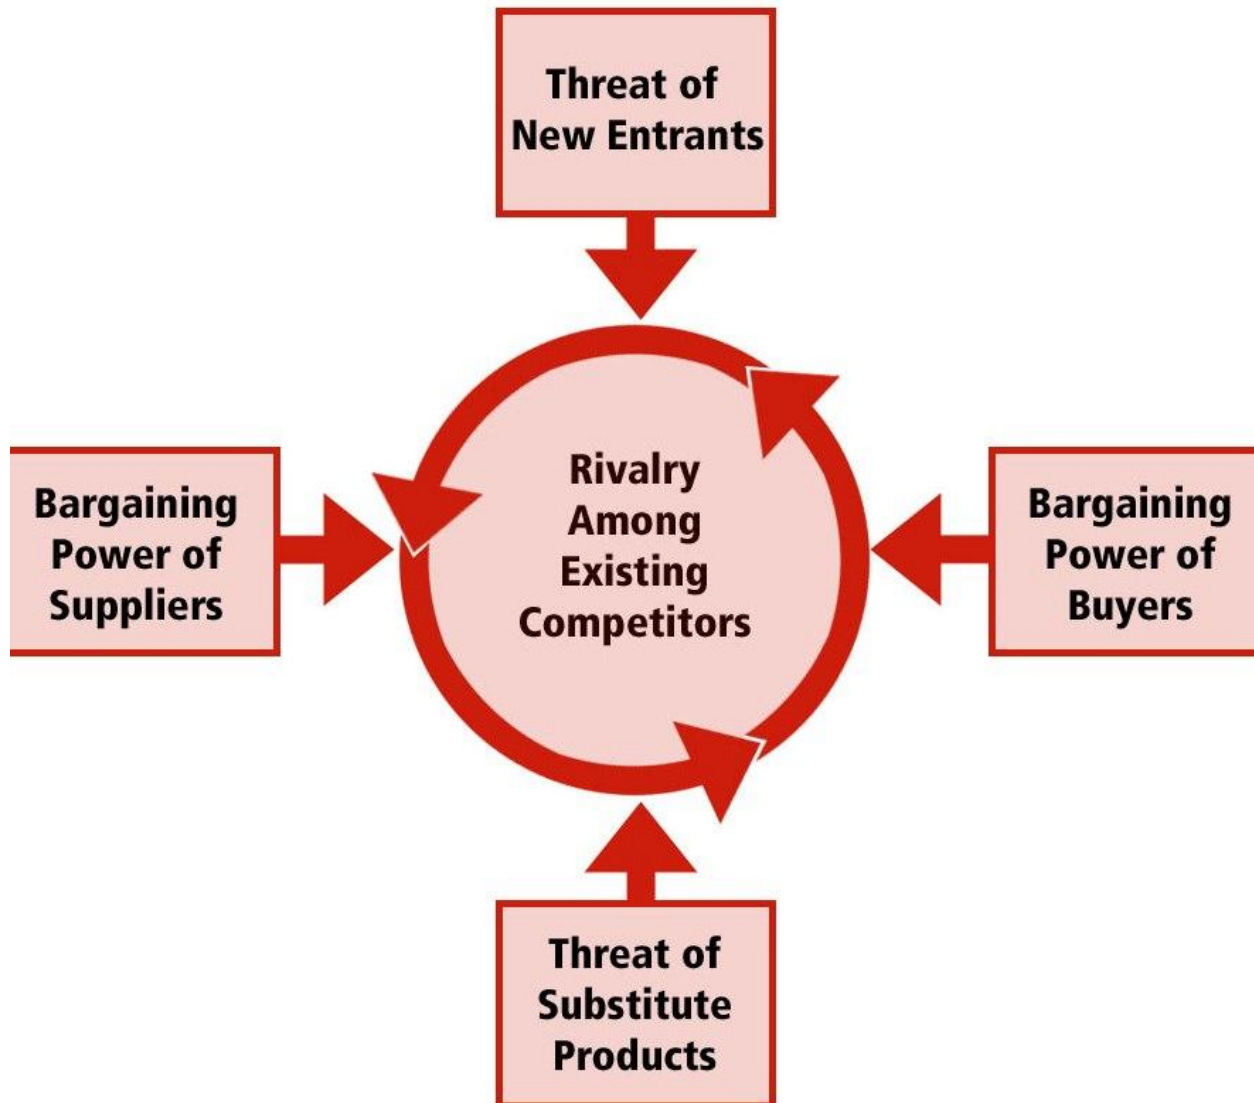 Threat of
New Entrants
Bargaining
Power of
Suppliers
Rivalry
Among
Existing
Competitors
Bargaining
Power of
Buyers
Threat of
Substitute
Products